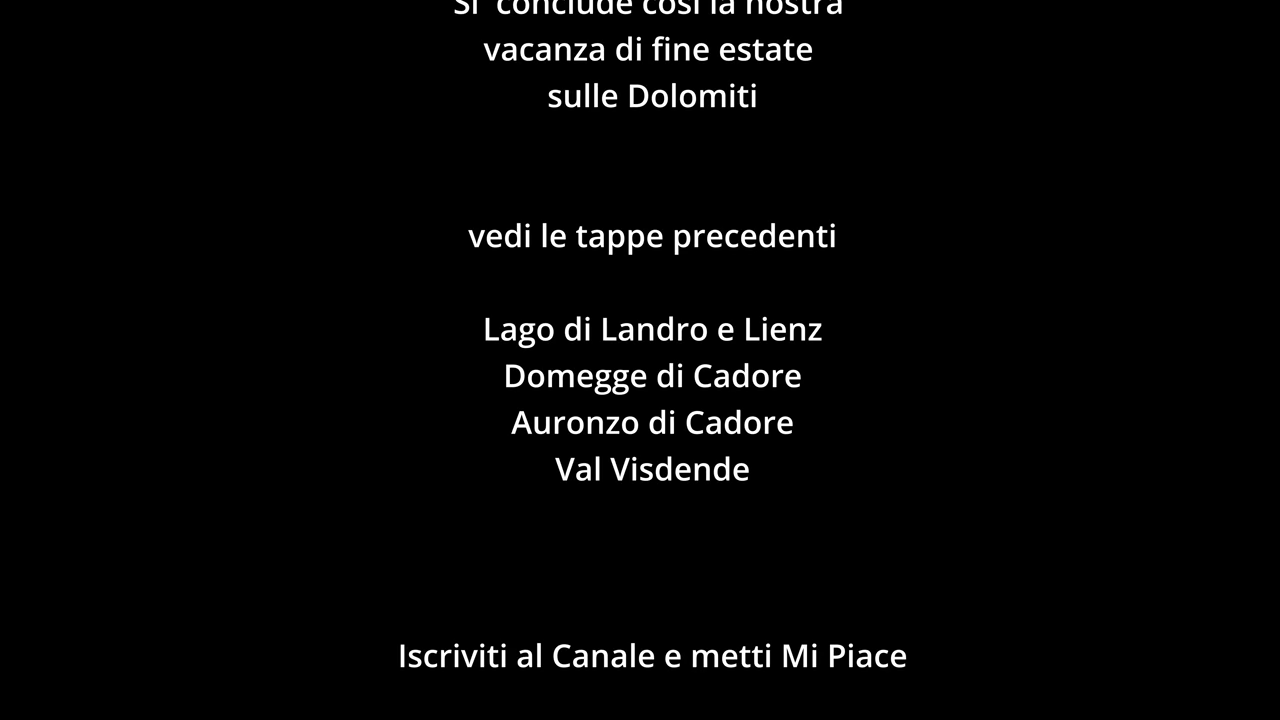 Si  conclude così la nostra
vacanza di fine estate
sulle Dolomiti
vedi le tappe precedenti
Lago di Landro e Lienz
Domegge di Cadore
Auronzo di Cadore
Val Visdende
Iscriviti al Canale e metti Mi Piace